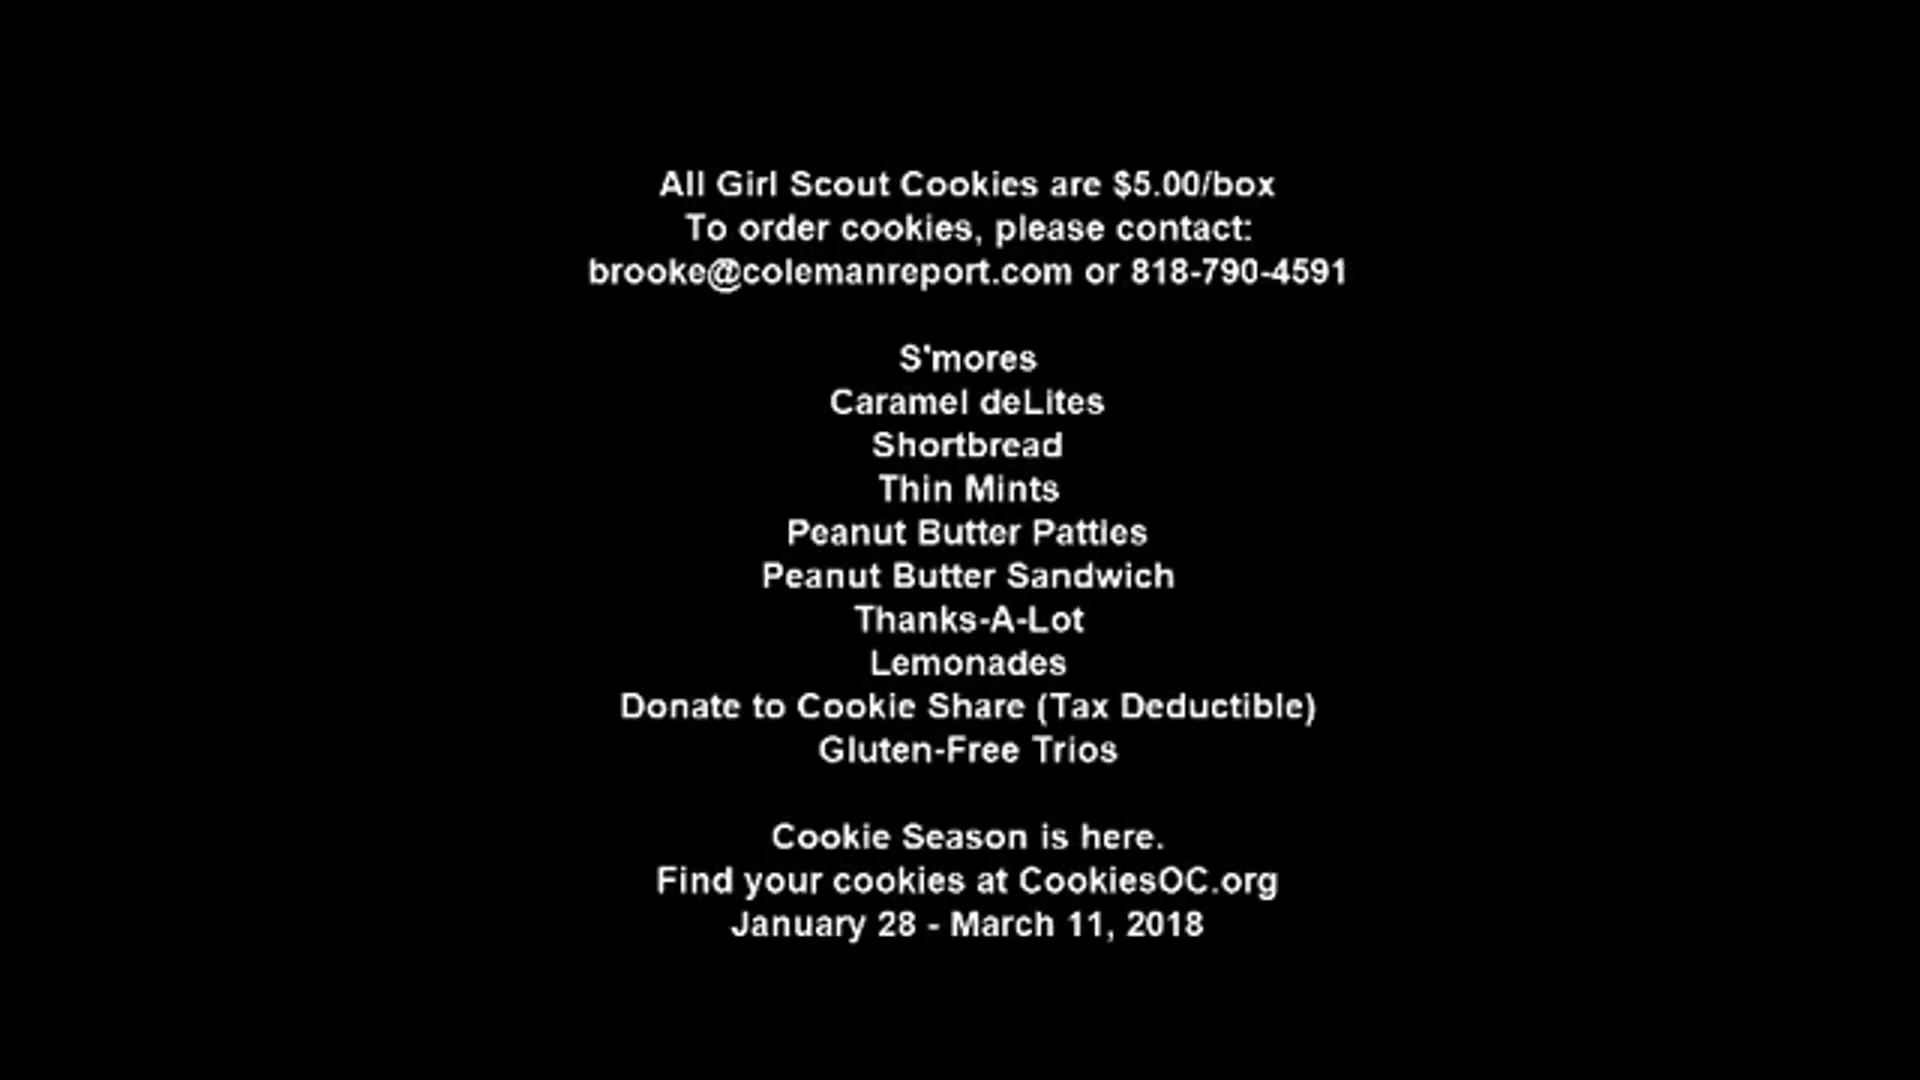 All Girl Scout Cookies are $5.00/box
To order cookies, please contact:
brooke@colemanreport.com or 818-790-4591
S'mores
Caramel deLites
Shortbread
Thin Mints
Peanut Butter Patties
Peanut Butter Sandwich
Thanks-A-Lot
Lemonades
Donate to Cookie Share (Tax Deductible)
Gluten-Free Trios
Cookie Season is here.
Find your cookies at CookiesOC.org
January 28 - March 11, 2018